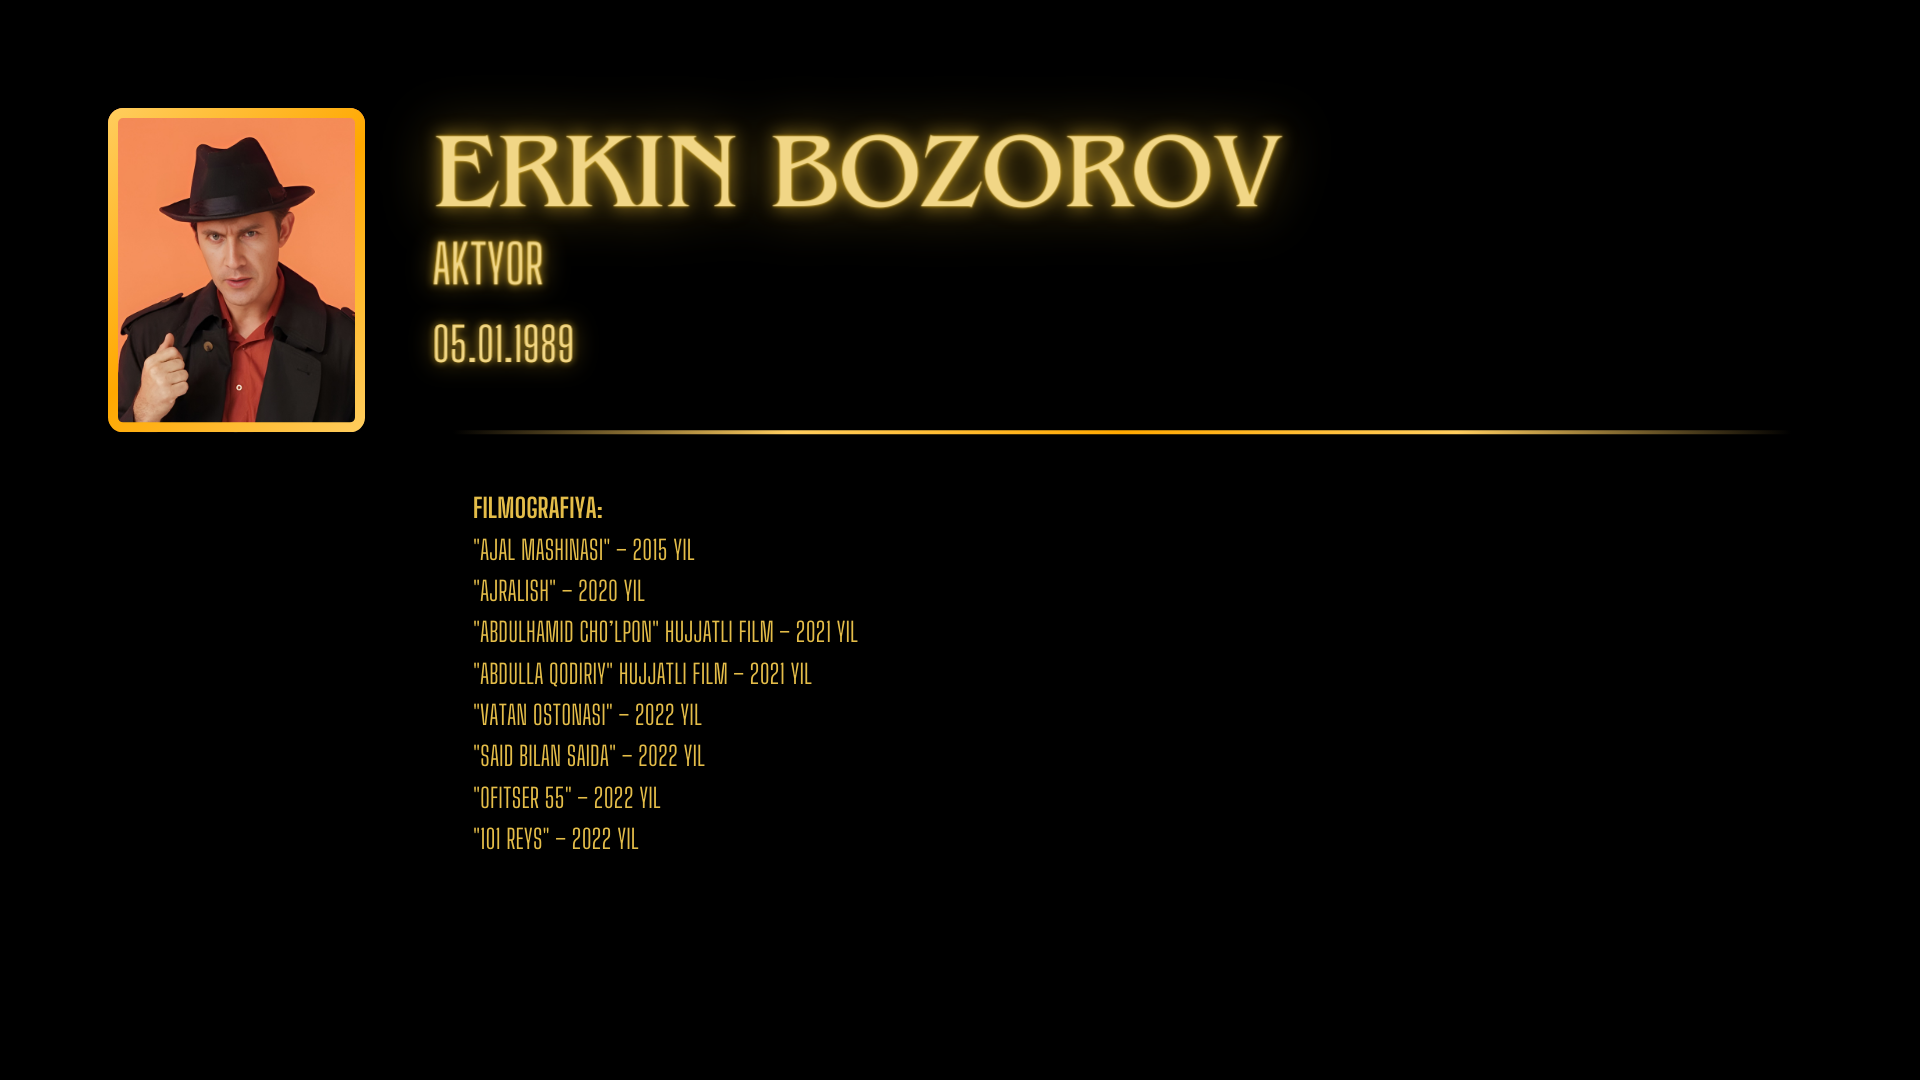 ERKIN BOZOROV
AKTYOR
05.01.1989
FILMOGRAFIYA:
"AJAL MASHINASI" – 2015 YIL
"AJRALISH" – 2020 YIL
"ABDULHAMID CHO’LPON" HUJJATLI FILM – 2021 YIL
"ABDULLA QODIRIY" HUJJATLI FILM – 2021 YIL
"VATAN OSTONASI" – 2022 YIL
"SAID BILAN SAIDA" – 2022 YIL
"OFITSER 55" – 2022 YIL
"101 REYS" – 2022 YIL